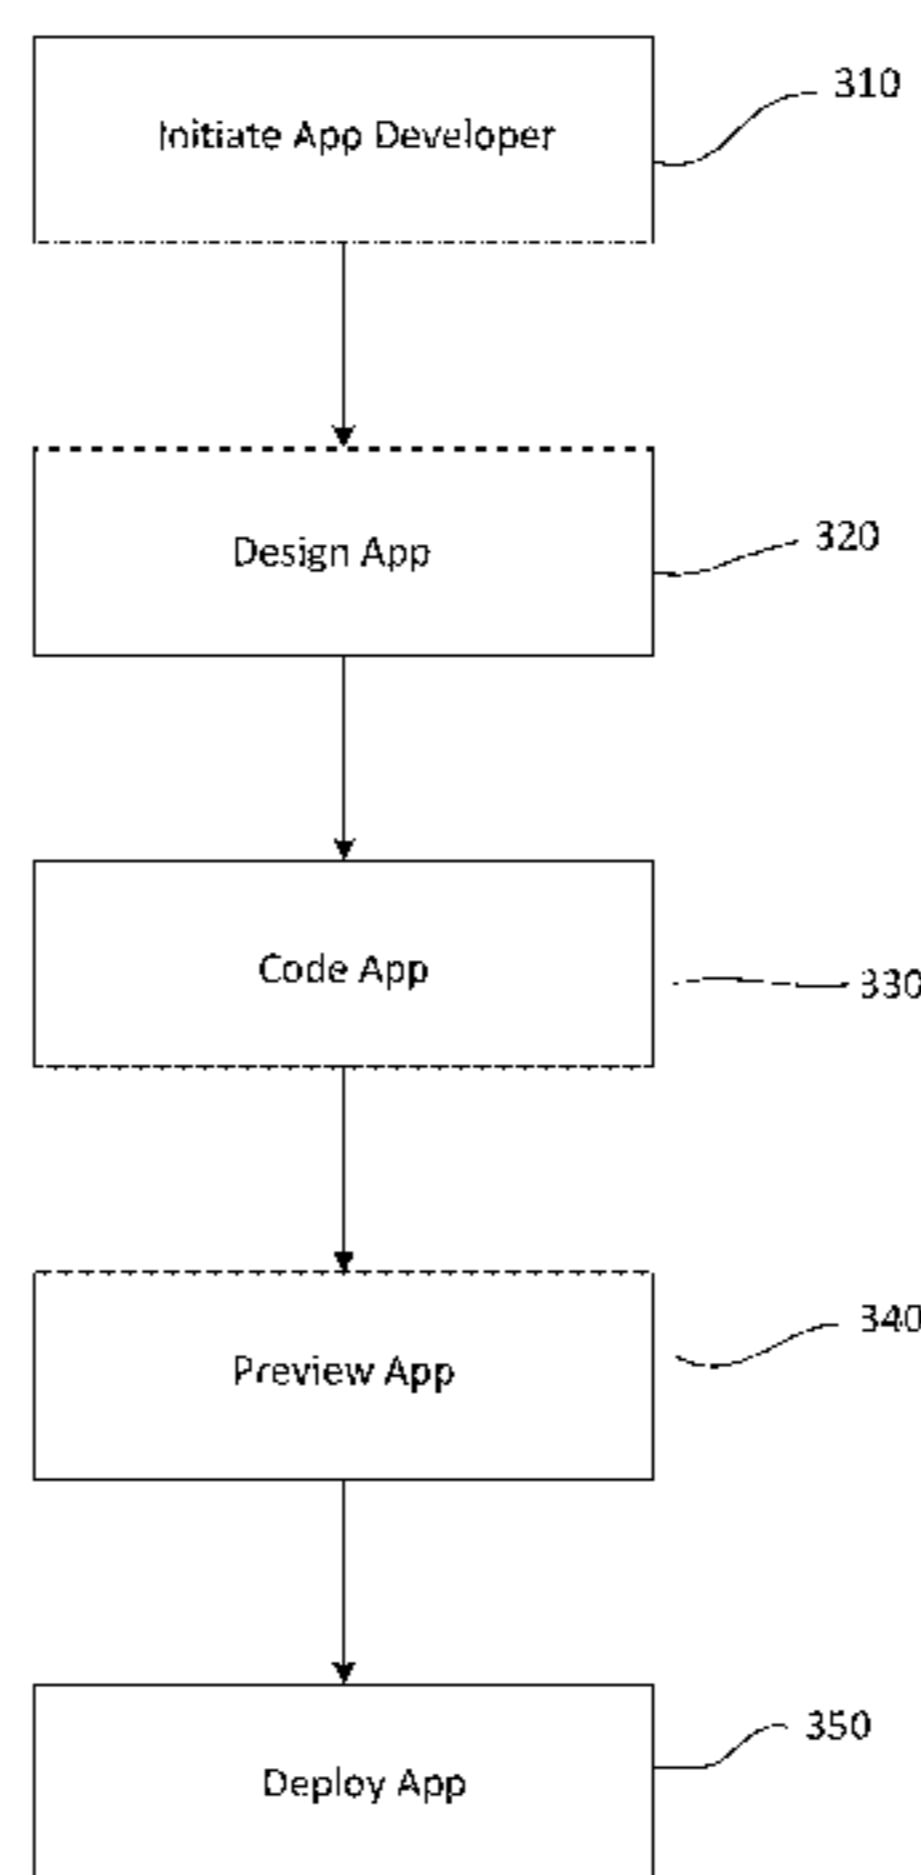 Initiate App Developer
310
Design App
320
Code App
330
Preview App
340
Deploy App
350